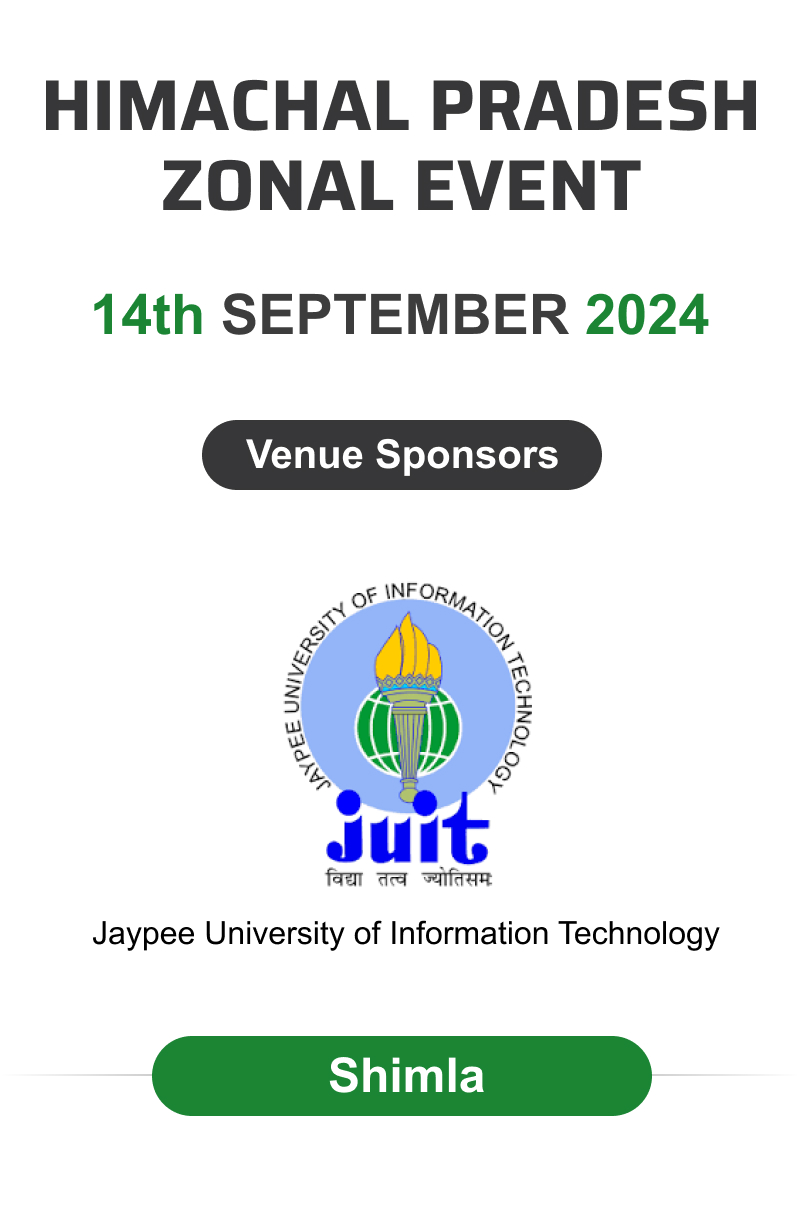 HIMACHAL PRADESH
ZONAL EVENT
14th SEPTEMBER 2024
Venue Sponsors
JAYPEE UNIVERSITY OF INFORMATION TECHNOLOGY
juit
विद्या तत्व ज्योतिसमः
Jaypee University of Information Technology
Shimla